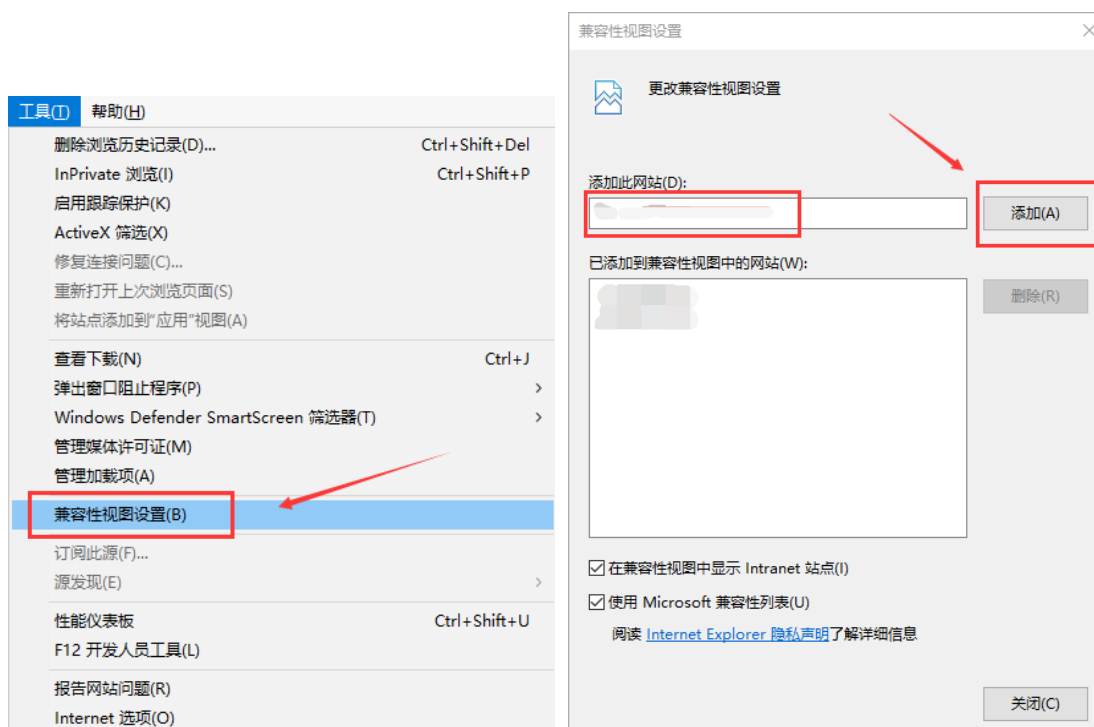 工具(T) 帮助(H)
删除浏览历史记录(D)... Ctrl+Shift+Del
InPrivate 浏览(I) Ctrl+Shift+P
启用跟踪保护(K)
ActiveX 筛选(X)
修复连接问题(C)...
重新打开上次浏览页面(S)
将站点添加到“应用”视图(A)
查看下载(N) Ctrl+J
弹出窗口阻止程序(P)
Windows Defender SmartScreen 筛选器(T)
管理媒体许可证(M)
管理加载项(A)
兼容性视图设置(B)
订阅此源(F)...
源发现(E)
性能仪表板 Ctrl+Shift+U
F12 开发人员工具(L)
报告网站问题(R)
Internet 选项(O)
兼容性视图设置
更改兼容性视图设置
添加此网站(D):
添加(A)
已添加到兼容性视图中的网站(W):
删除(R)
在兼容性视图中显示 Intranet 站点(I)
使用 Microsoft 兼容性列表(U)
阅读 Internet Explorer 隐私声明了解详细信息
关闭(C)